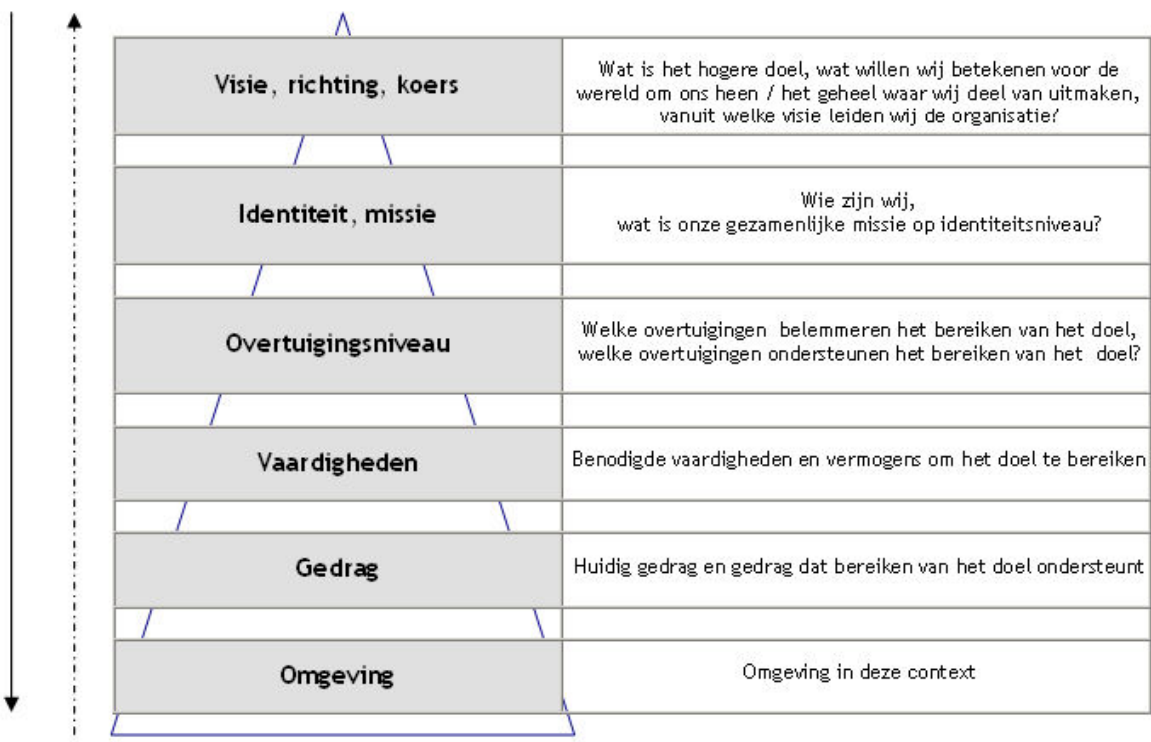 Visie, richting, koers
Wat is het hogere doel, wat willen wij betekenen voor de
wereld om ons heen / het geheel waar wij deel van uitmaken,
vanuit welke visie leiden wij de organisatie?
Identiteit, missie
Wie zijn wij,
wat is onze gezamenlijke missie op identiteitsniveau?
Overtuigingsniveau
Welke overtuigingen belemmeren het bereiken van het doel,
welke overtuigingen ondersteunen het bereiken van het doel?
Vaardigheden
Benodigde vaardigheden en vermogens om het doel te bereiken
Gedrag
Huidig gedrag en gedrag dat bereiken van het doel ondersteunt
Omgeving
Omgeving in deze context